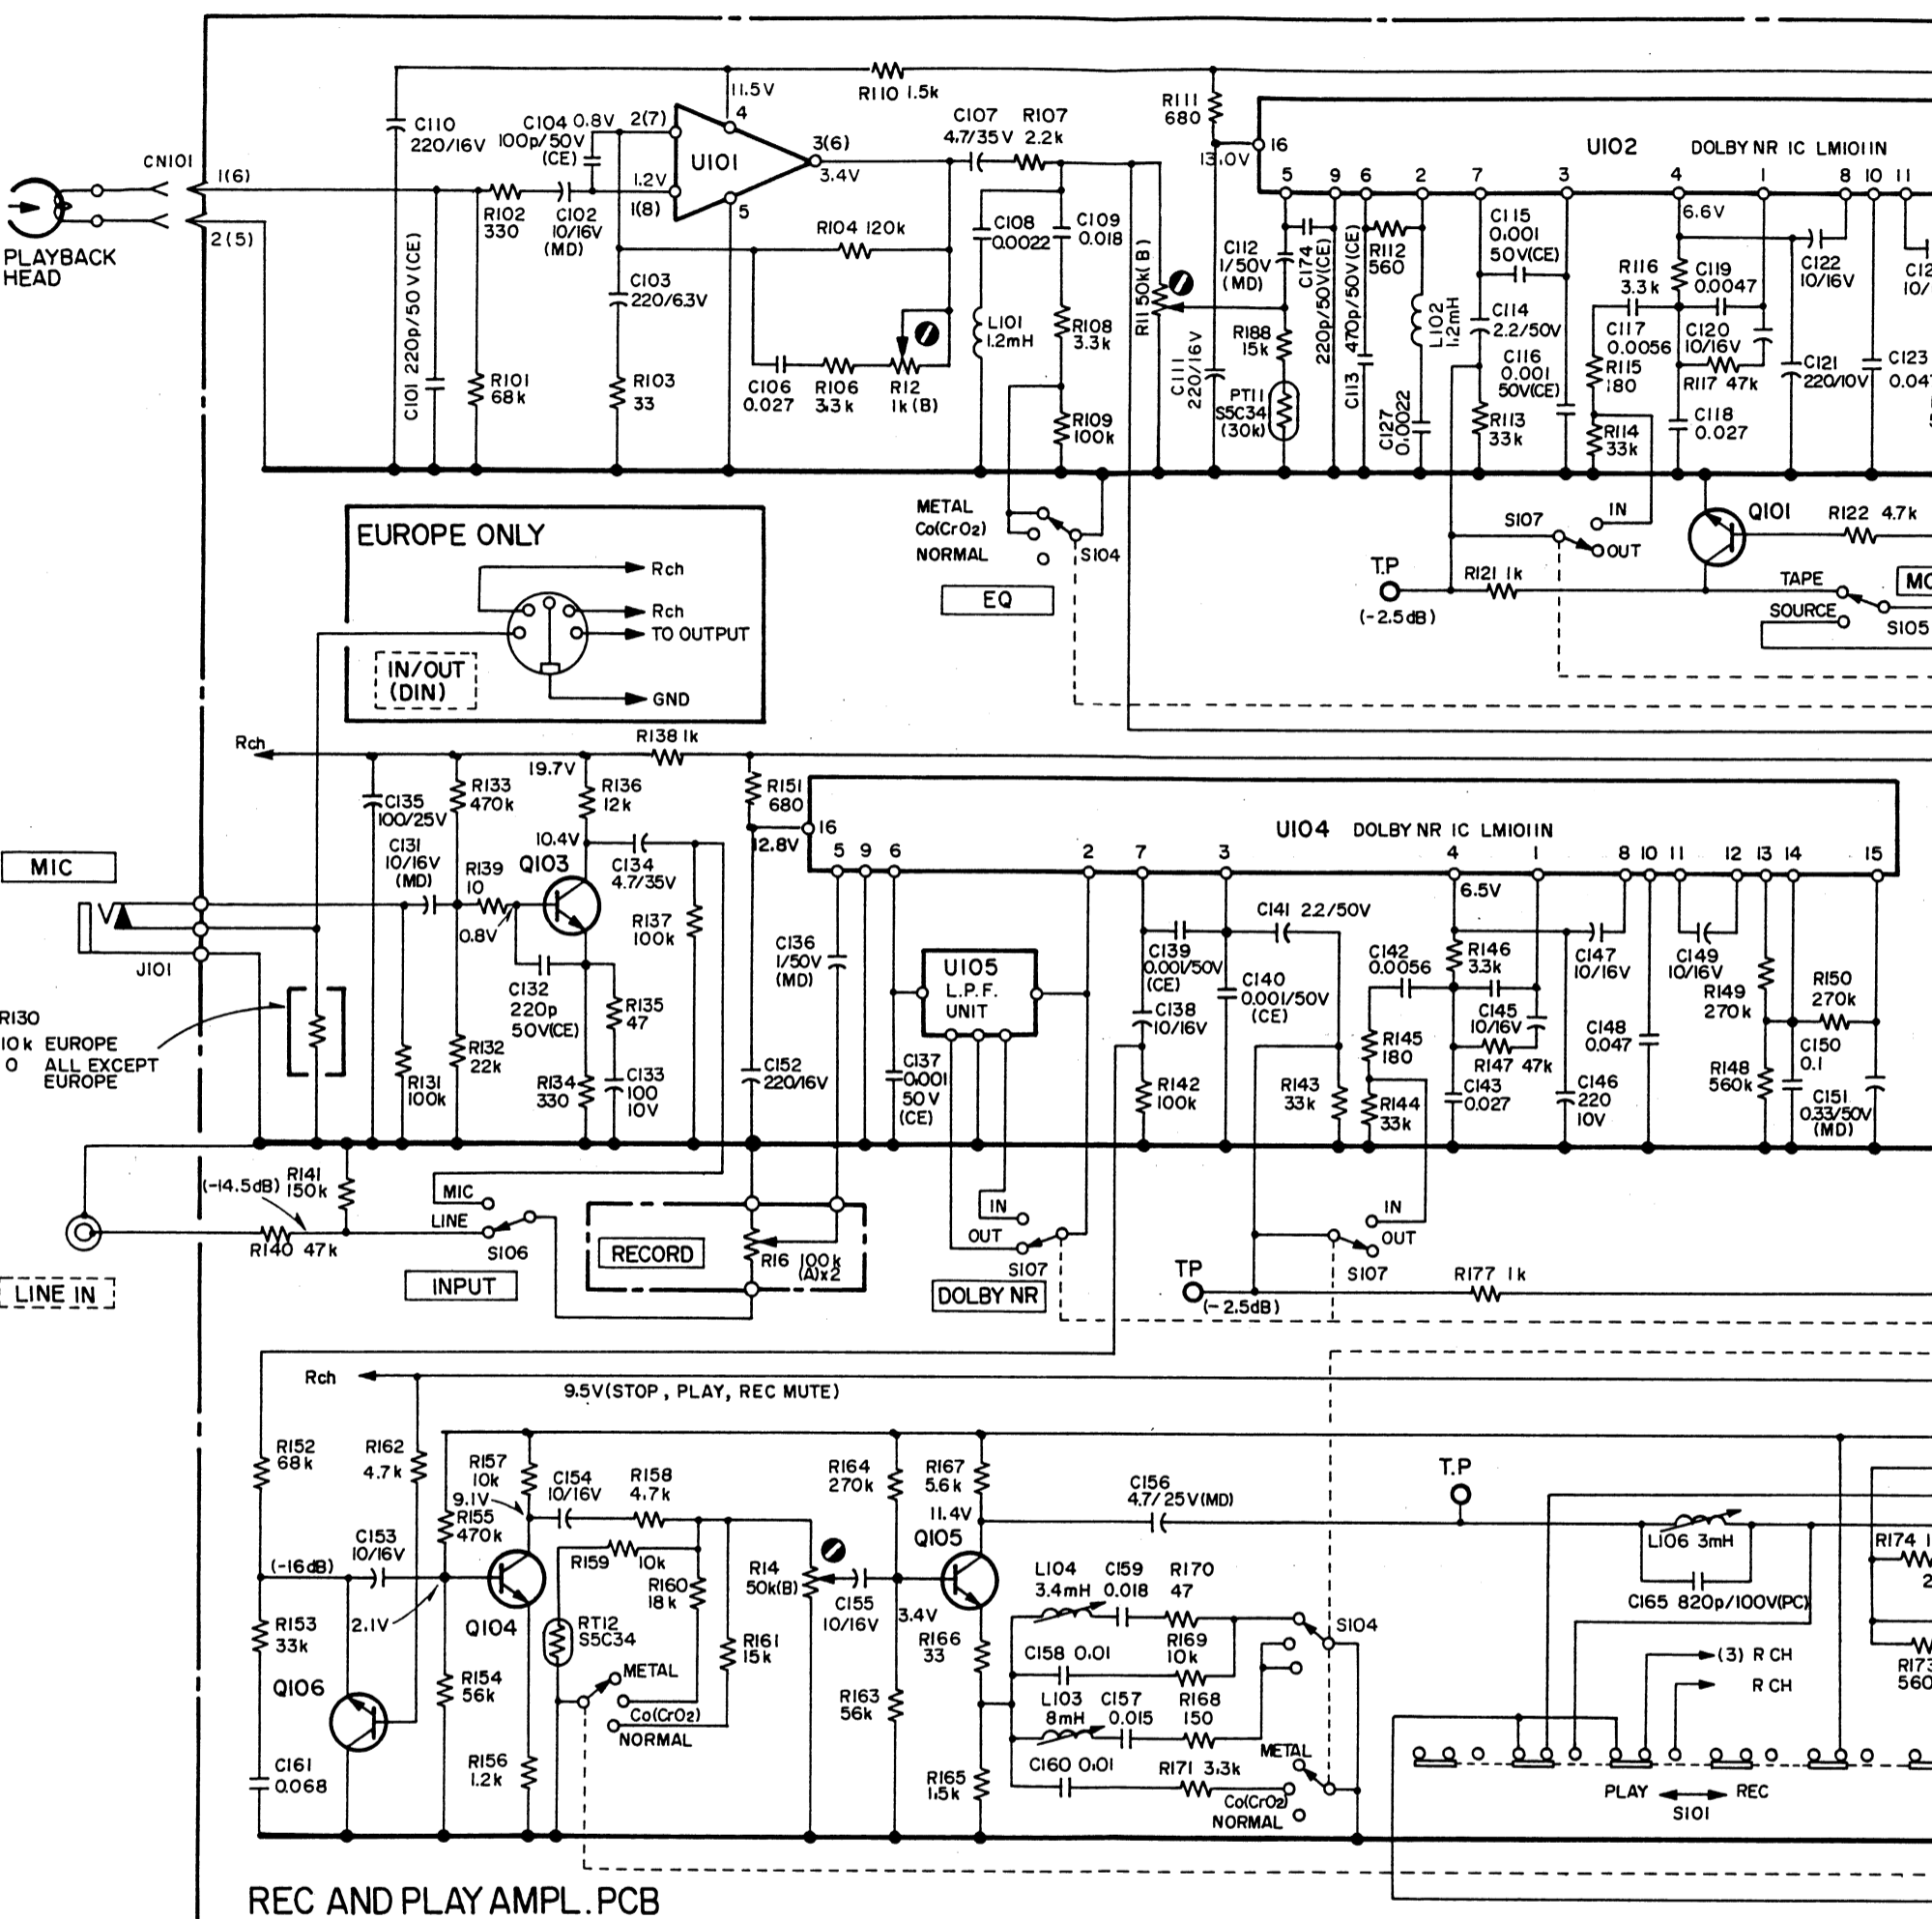 R110 1.5k
11.5V
4
C110
220/16V
C104 0.8V
100p/50V
(CE)
2(7)
U101
3(6)
3.4V
C107
4.7/35V
R107
2.2k
R111
680
16
13.0V
U102
DOLBY NR IC LM1011N
5 9 6 2 7 3 4 1 8 10 11
CN101
1(6)
2(5)
PLAYBACK
HEAD
R102
330
C102
10/16V
(MD)
1.2V
1(8)
5
R104 120k
C103
220/6.3V
C101 220p/50V(CE)
R101
68k
R103
33
C106
0.027
R106
3.3k
R12
1k(B)
C108
0.0022
C109
0.018
L101
1.2mH
R108
3.3k
R109
100k
R11 50k(B)
C112
1/50V
(MD)
C111
220/16V
C174
220p/50V(CE)
R188
15k
PT11
S5C34
(30k)
C113 470p/50V(CE)
R112
560
L102
1.2mH
C127
0.0022
C115
0.001
50V(CE)
C114
2.2/50V
C116
0.001
50V(CE)
R113
33k
6.6V
R116
3.3k
C119
0.0047
C117
0.0056
C120
10/16V
R115
180
R117 47k
R114
33k
C118
0.027
C122
10/16V
C121
220/10V
C123
METAL
Co(CrO2)
NORMAL
S104
EQ
T.P
(-2.5dB)
R121 1k
S107
IN
OUT
Q101
R122 4.7k
TAPE
SOURCE
S105
EUROPE ONLY
Rch
Rch
TO OUTPUT
GND
IN/OUT
(DIN)
Rch
R138 1k
19.7V
R133
470k
R136
12k
C135
100/25V
10.4V
C131
10/16V
(MD)
R139
10
Q103
C134
4.7/35V
0.8V
R137
100k
MIC
J101
C132
220p
50V(CE)
R135
47
R130
10k EUROPE
0 ALL EXCEPT
EUROPE
R131
100k
R132
22k
R134
330
C133
100
10V
R151
680
16
12.8V
U104 DOLBY NR IC LM1011N
5 9 6 2 7 3 4 1 8 10 11 12 13 14 15
C136
1/50V
(MD)
C152
220/16V
U105
L.P.F.
UNIT
C137
0.001
50V
(CE)
C139
0.001/50V
(CE)
C138
10/16V
R142
100k
C141 2.2/50V
C140
0.001/50V
(CE)
R143
33k
6.5V
C142
0.0056
R146
3.3k
R145
180
C145
10/16V
R147 47k
R144
33k
C143
0.027
C147
10/16V
C146
220
10V
C148
0.047
C149
10/16V
R149
270k
R150
270k
R148
560k
C150
0.1
C151
0.33/50V
(MD)
(-14.5dB)
R141
150k
R140 47k
LINE IN
MIC
LINE
S106
INPUT
RECORD
R16 100k
(A)x2
IN
OUT
S107
DOLBY NR
TP
(-2.5dB)
IN
OUT
S107
R177 1k
Rch
9.5V(STOP, PLAY, REC MUTE)
R152
68k
R162
4.7k
R157
10k
9.1V
R155
470k
C154
10/16V
R158
4.7k
C153
10/16V
(-16dB)
R159 10k
R160
18k
R153
33k
2.1V
Q104
RT12
S5C34
R161
15k
Q106
R154
56k
METAL
Co(CrO2)
NORMAL
C161
0.068
R156
1.2k
R164
270k
R167
5.6k
11.4V
Q105
R14
50k(B)
C155
10/16V
3.4V
R166
33
R163
56k
R165
1.5k
C156
4.7/25V(MD)
L104
3.4mH
C159
0.018
R170
47
C158 0.01
R169
10k
L103
8mH
C157
0.015
R168
150
C160 0.01
R171 3.3k
S104
METAL
Co(CrO2)
NORMAL
T.P
L106 3mH
C165 820p/100V(PC)
(3) R CH
R CH
PLAY
REC
S101
R174
R173
560
REC AND PLAY AMPL. PCB